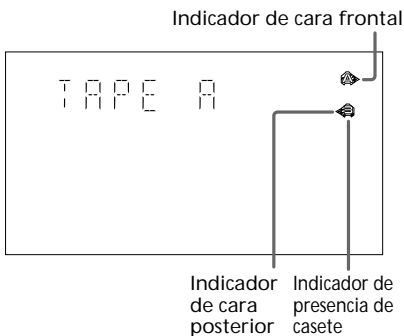 Indicador de cara frontal
TAPE A
Indicador de cara posterior
Indicador de presencia de casete